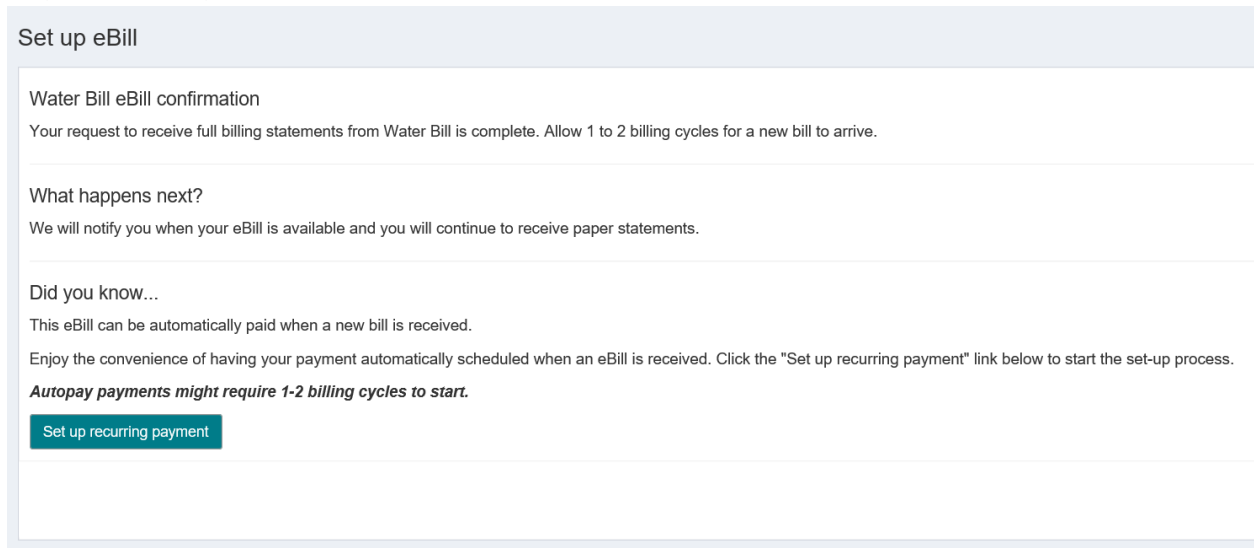 Set up eBill
Water Bill eBill confirmation
Your request to receive full billing statements from Water Bill is complete. Allow 1 to 2 billing cycles for a new bill to arrive.
What happens next?
We will notify you when your eBill is available and you will continue to receive paper statements.
Did you know...
This eBill can be automatically paid when a new bill is received.
Enjoy the convenience of having your payment automatically scheduled when an eBill is received. Click the "Set up recurring payment" link below to start the set-up process.
Autopay payments might require 1-2 billing cycles to start.
Set up recurring payment